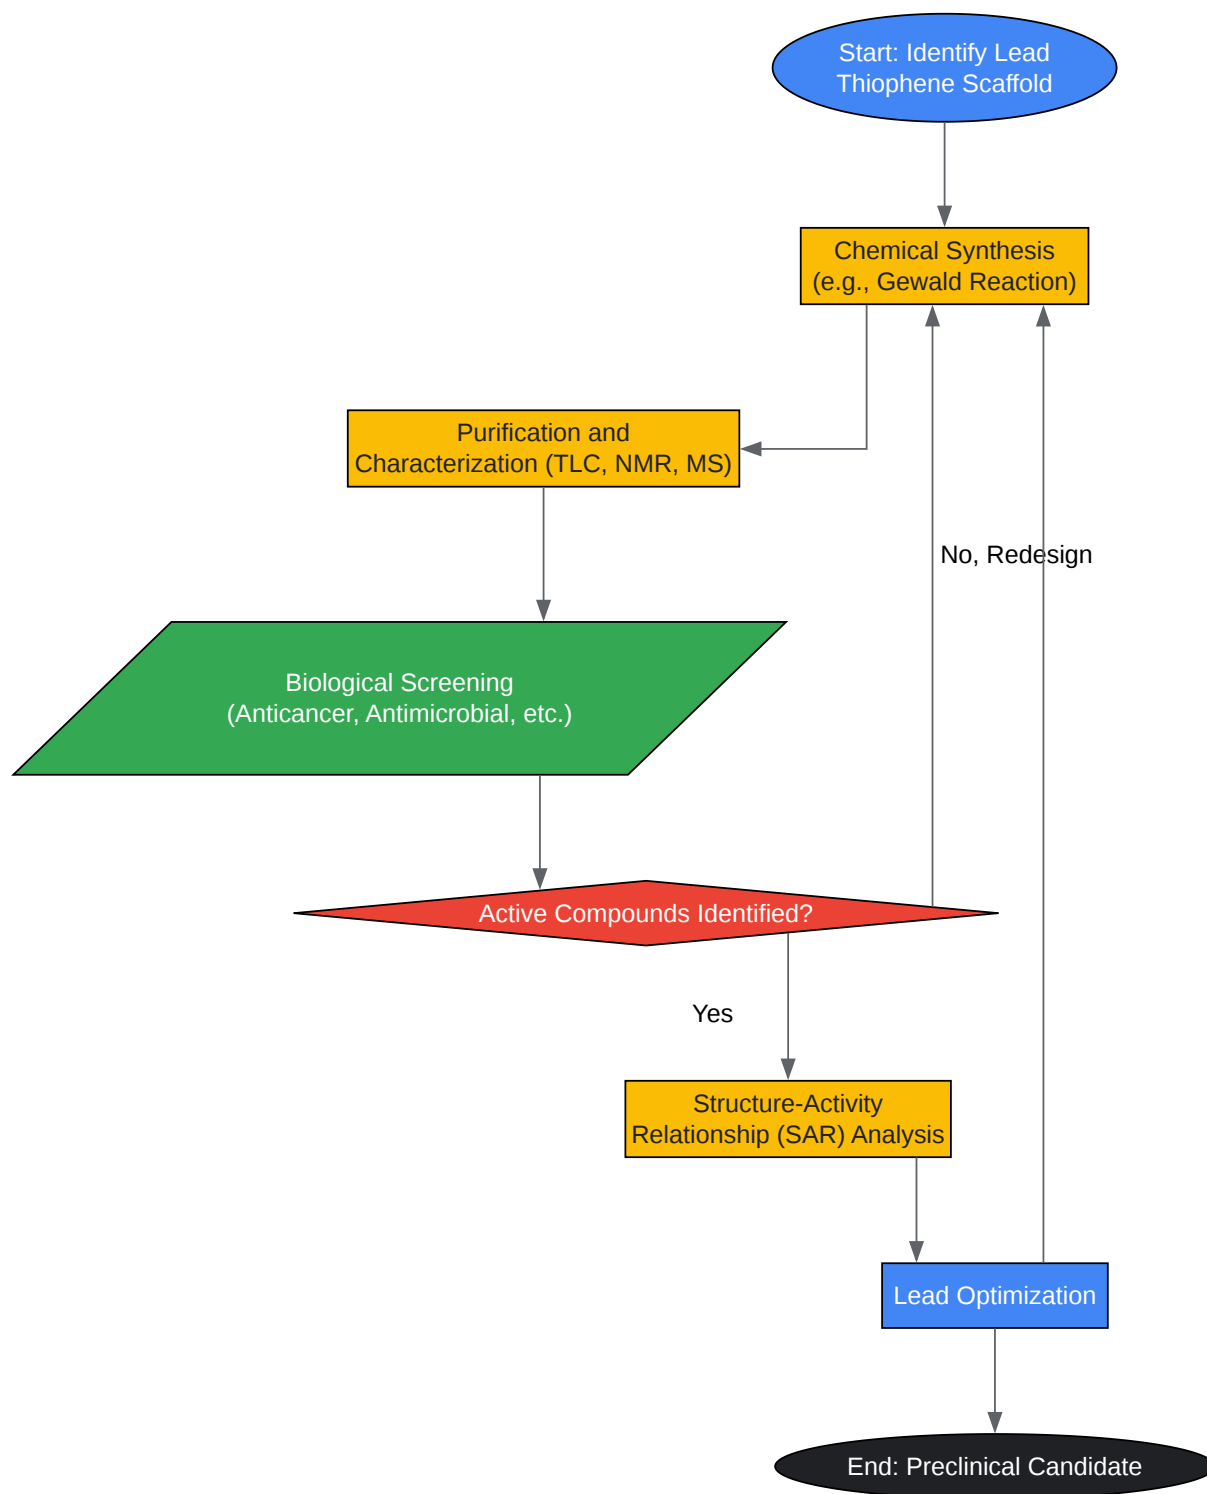 Start: Identify Lead
Thiophene Scaffold
Chemical Synthesis
(e.g., Gewald Reaction)
Purification and
Characterization (TLC, NMR, MS)
No, Redesign
Biological Screening
(Anticancer, Antimicrobial, etc.)
Active Compounds Identified?
Yes
Structure-Activity
Relationship (SAR) Analysis
Lead Optimization
End: Preclinical Candidate